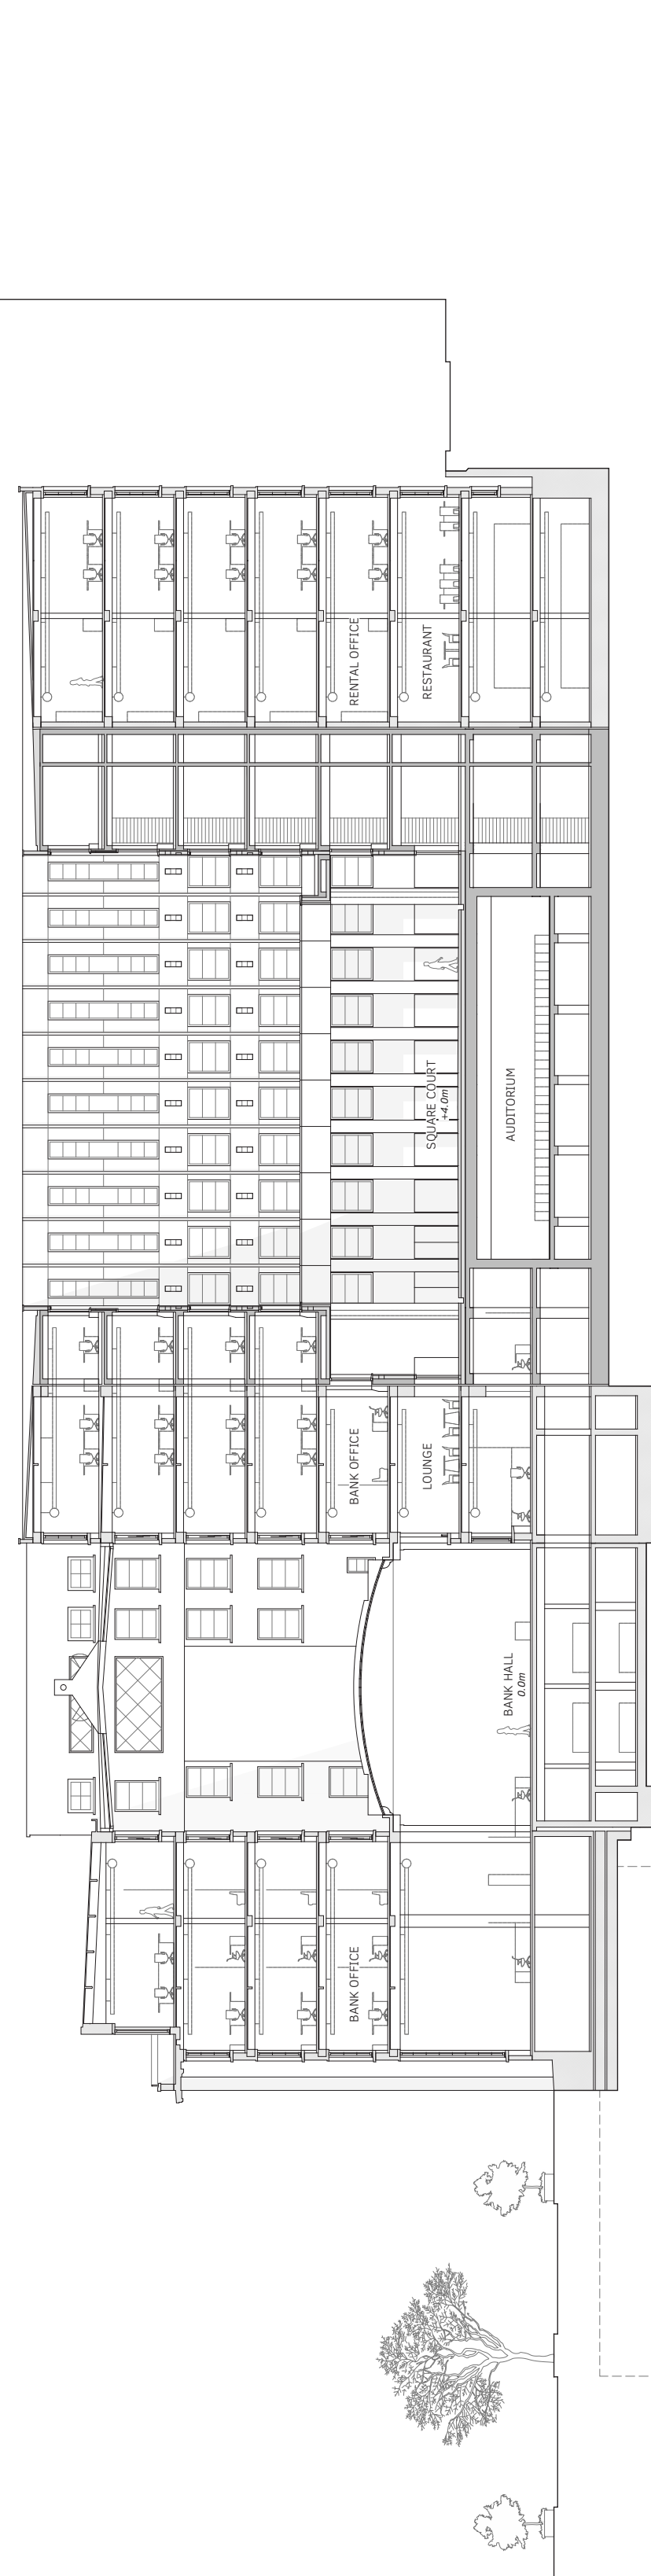 RENTAL OFFICE
RESTAURANT
SQUARE COURT
+4.0m
AUDITORIUM
BANK OFFICE
LOUNGE
BANK HALL
0.0m
BANK OFFICE